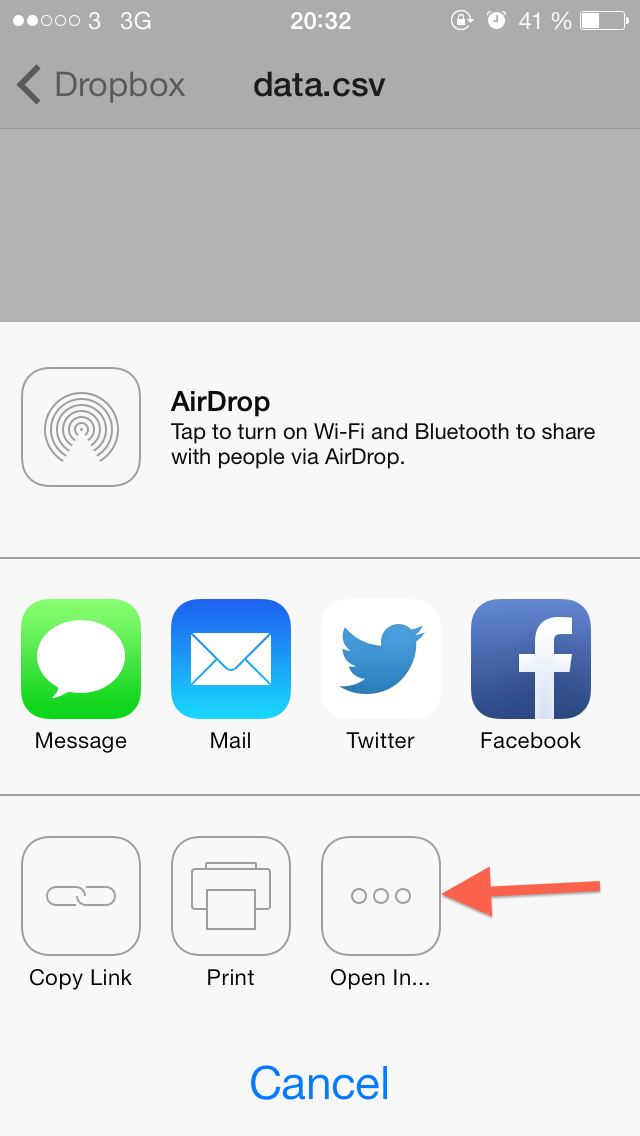 3 3G 20:32 41 %
Dropbox data.csv
AirDrop
Tap to turn on Wi-Fi and Bluetooth to share
with people via AirDrop.
Message Mail Twitter Facebook
Copy Link Print Open In...
Cancel